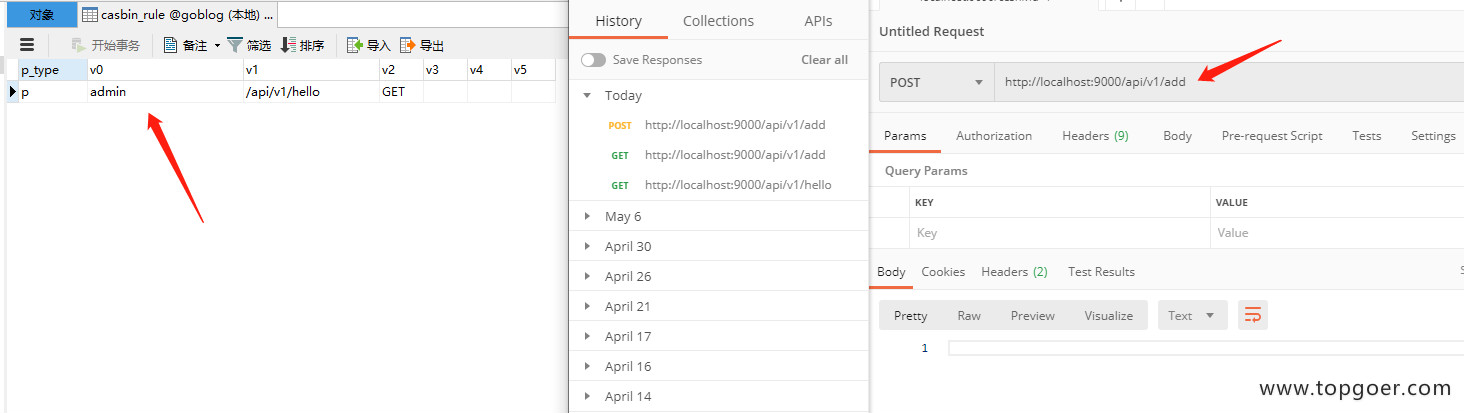 对象
casbin_rule @goblog (本地) ...
开始事务
备注
筛选
排序
导入
导出
p_type v0 v1 v2 v3 v4 v5
p admin /api/v1/hello GET
History Collections APIs
Save Responses Clear all
Today
POST http://localhost:9000/api/v1/add
GET http://localhost:9000/api/v1/add
GET http://localhost:9000/api/v1/hello
May 6
April 30
April 26
April 21
April 17
April 16
April 14
Untitled Request
POST http://localhost:9000/api/v1/add
Params Authorization Headers (9) Body Pre-request Script Tests Settings
Query Params
KEY VALUE
Key Value
Body Cookies Headers (2) Test Results
Pretty Raw Preview Visualize Text
1
www.topgoer.com